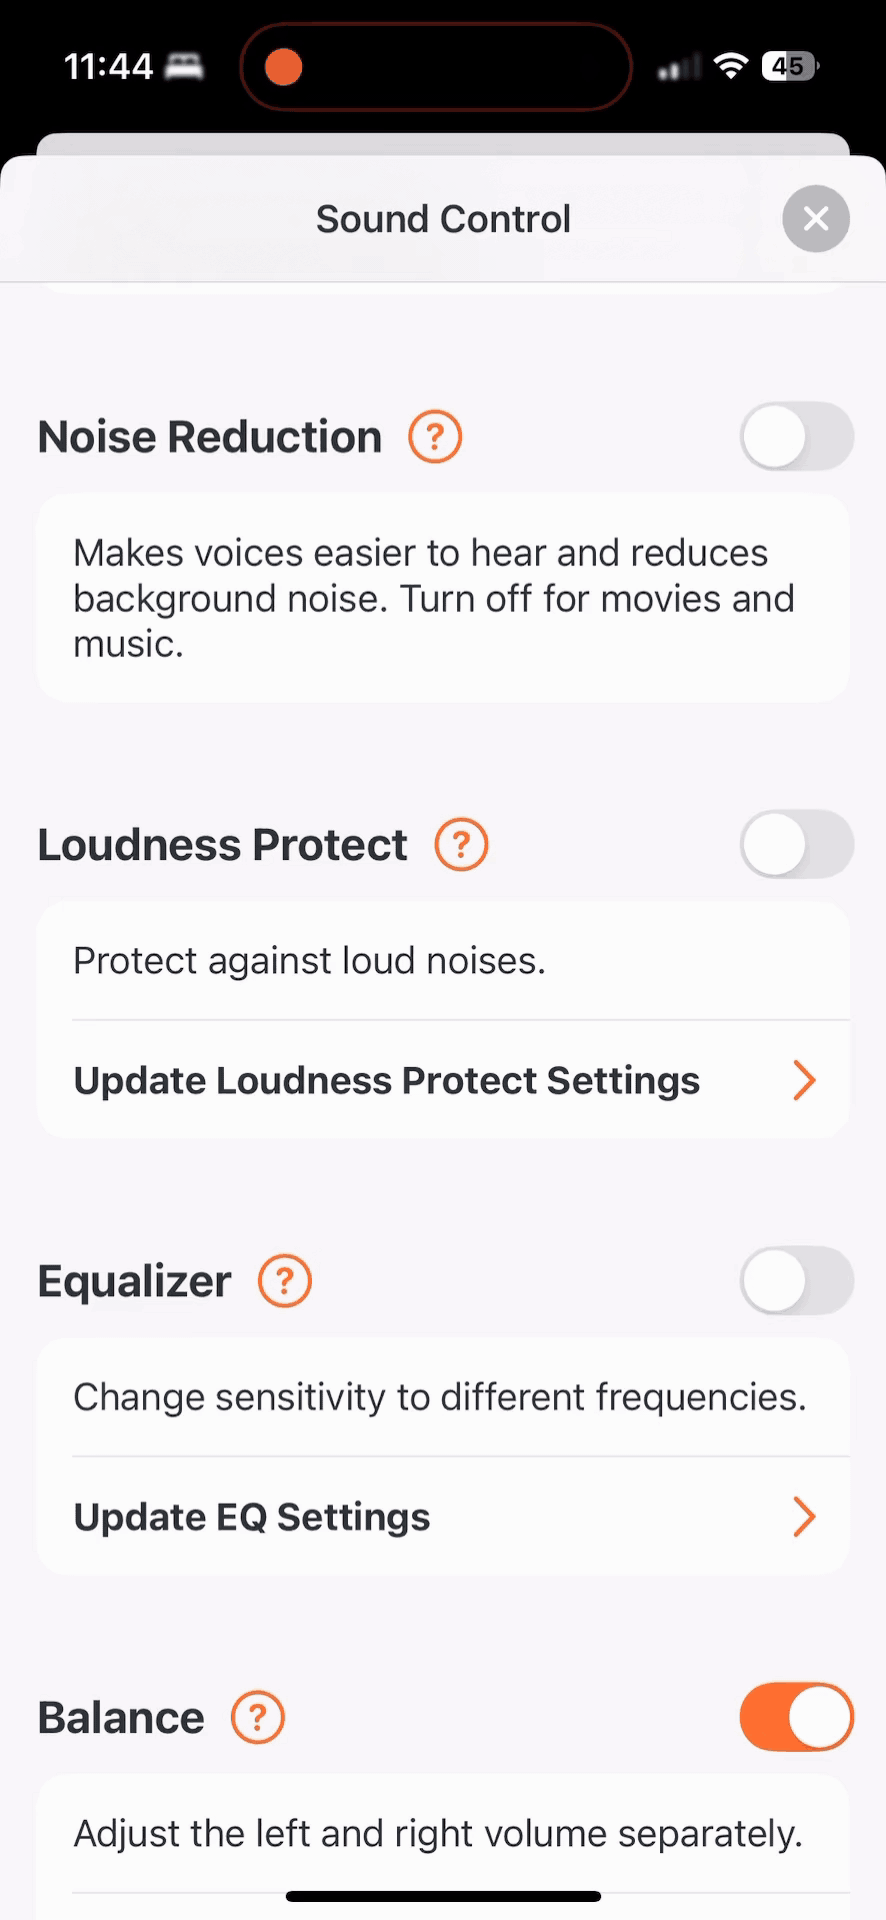 11:44
45
Sound Control
Noise Reduction ?
Makes voices easier to hear and reduces
background noise. Turn off for movies and
music.
Loudness Protect ?
Protect against loud noises.
Update Loudness Protect Settings
Equalizer ?
Change sensitivity to different frequencies.
Update EQ Settings
Balance ?
Adjust the left and right volume separately.